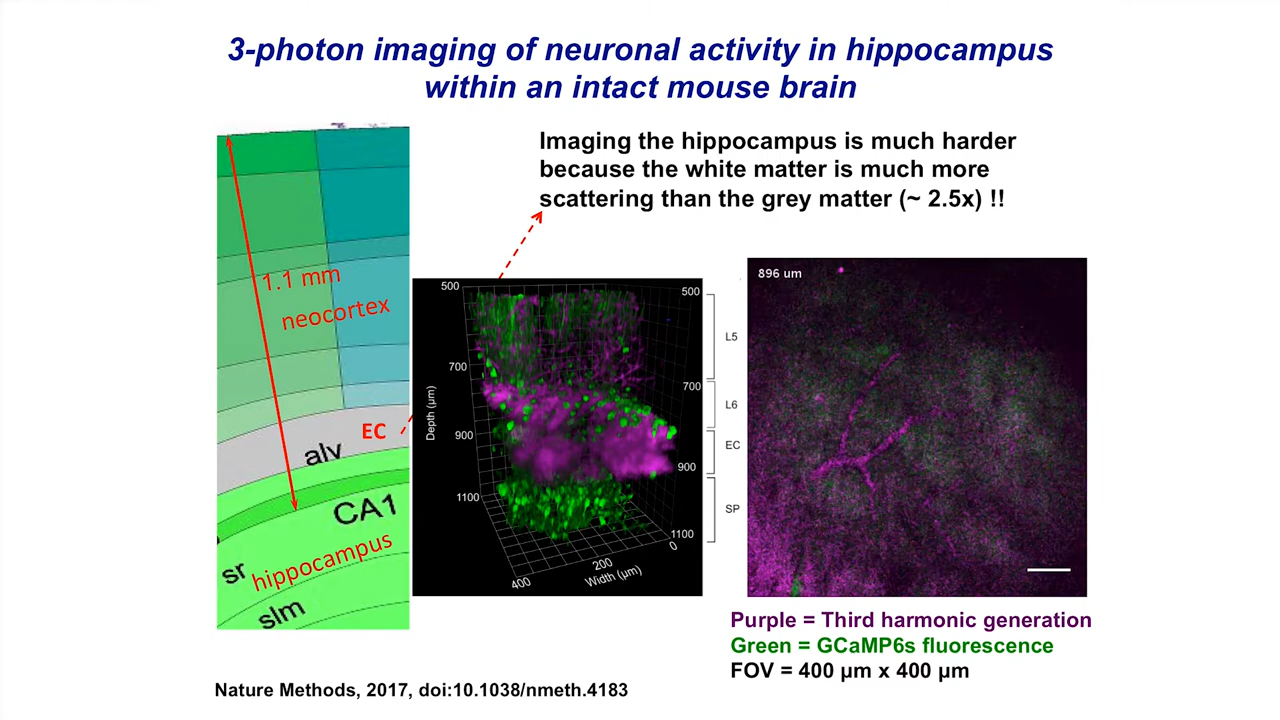 3-photon imaging of neuronal activity in hippocampus
within an intact mouse brain
Imaging the hippocampus is much harder
because the white matter is much more
scattering than the grey matter (~ 2.5x) !!
1.1 mm
neocortex
EC
alv
CA1
hippocampus
sr
slm
500
700
900
1100
Depth (µm)
400
200
0
Width (µm)
500
700
900
1100
L5
L6
EC
SP
896 um
Purple = Third harmonic generation
Green = GCaMP6s fluorescence
FOV = 400 µm x 400 µm
Nature Methods, 2017, doi:10.1038/nmeth.4183